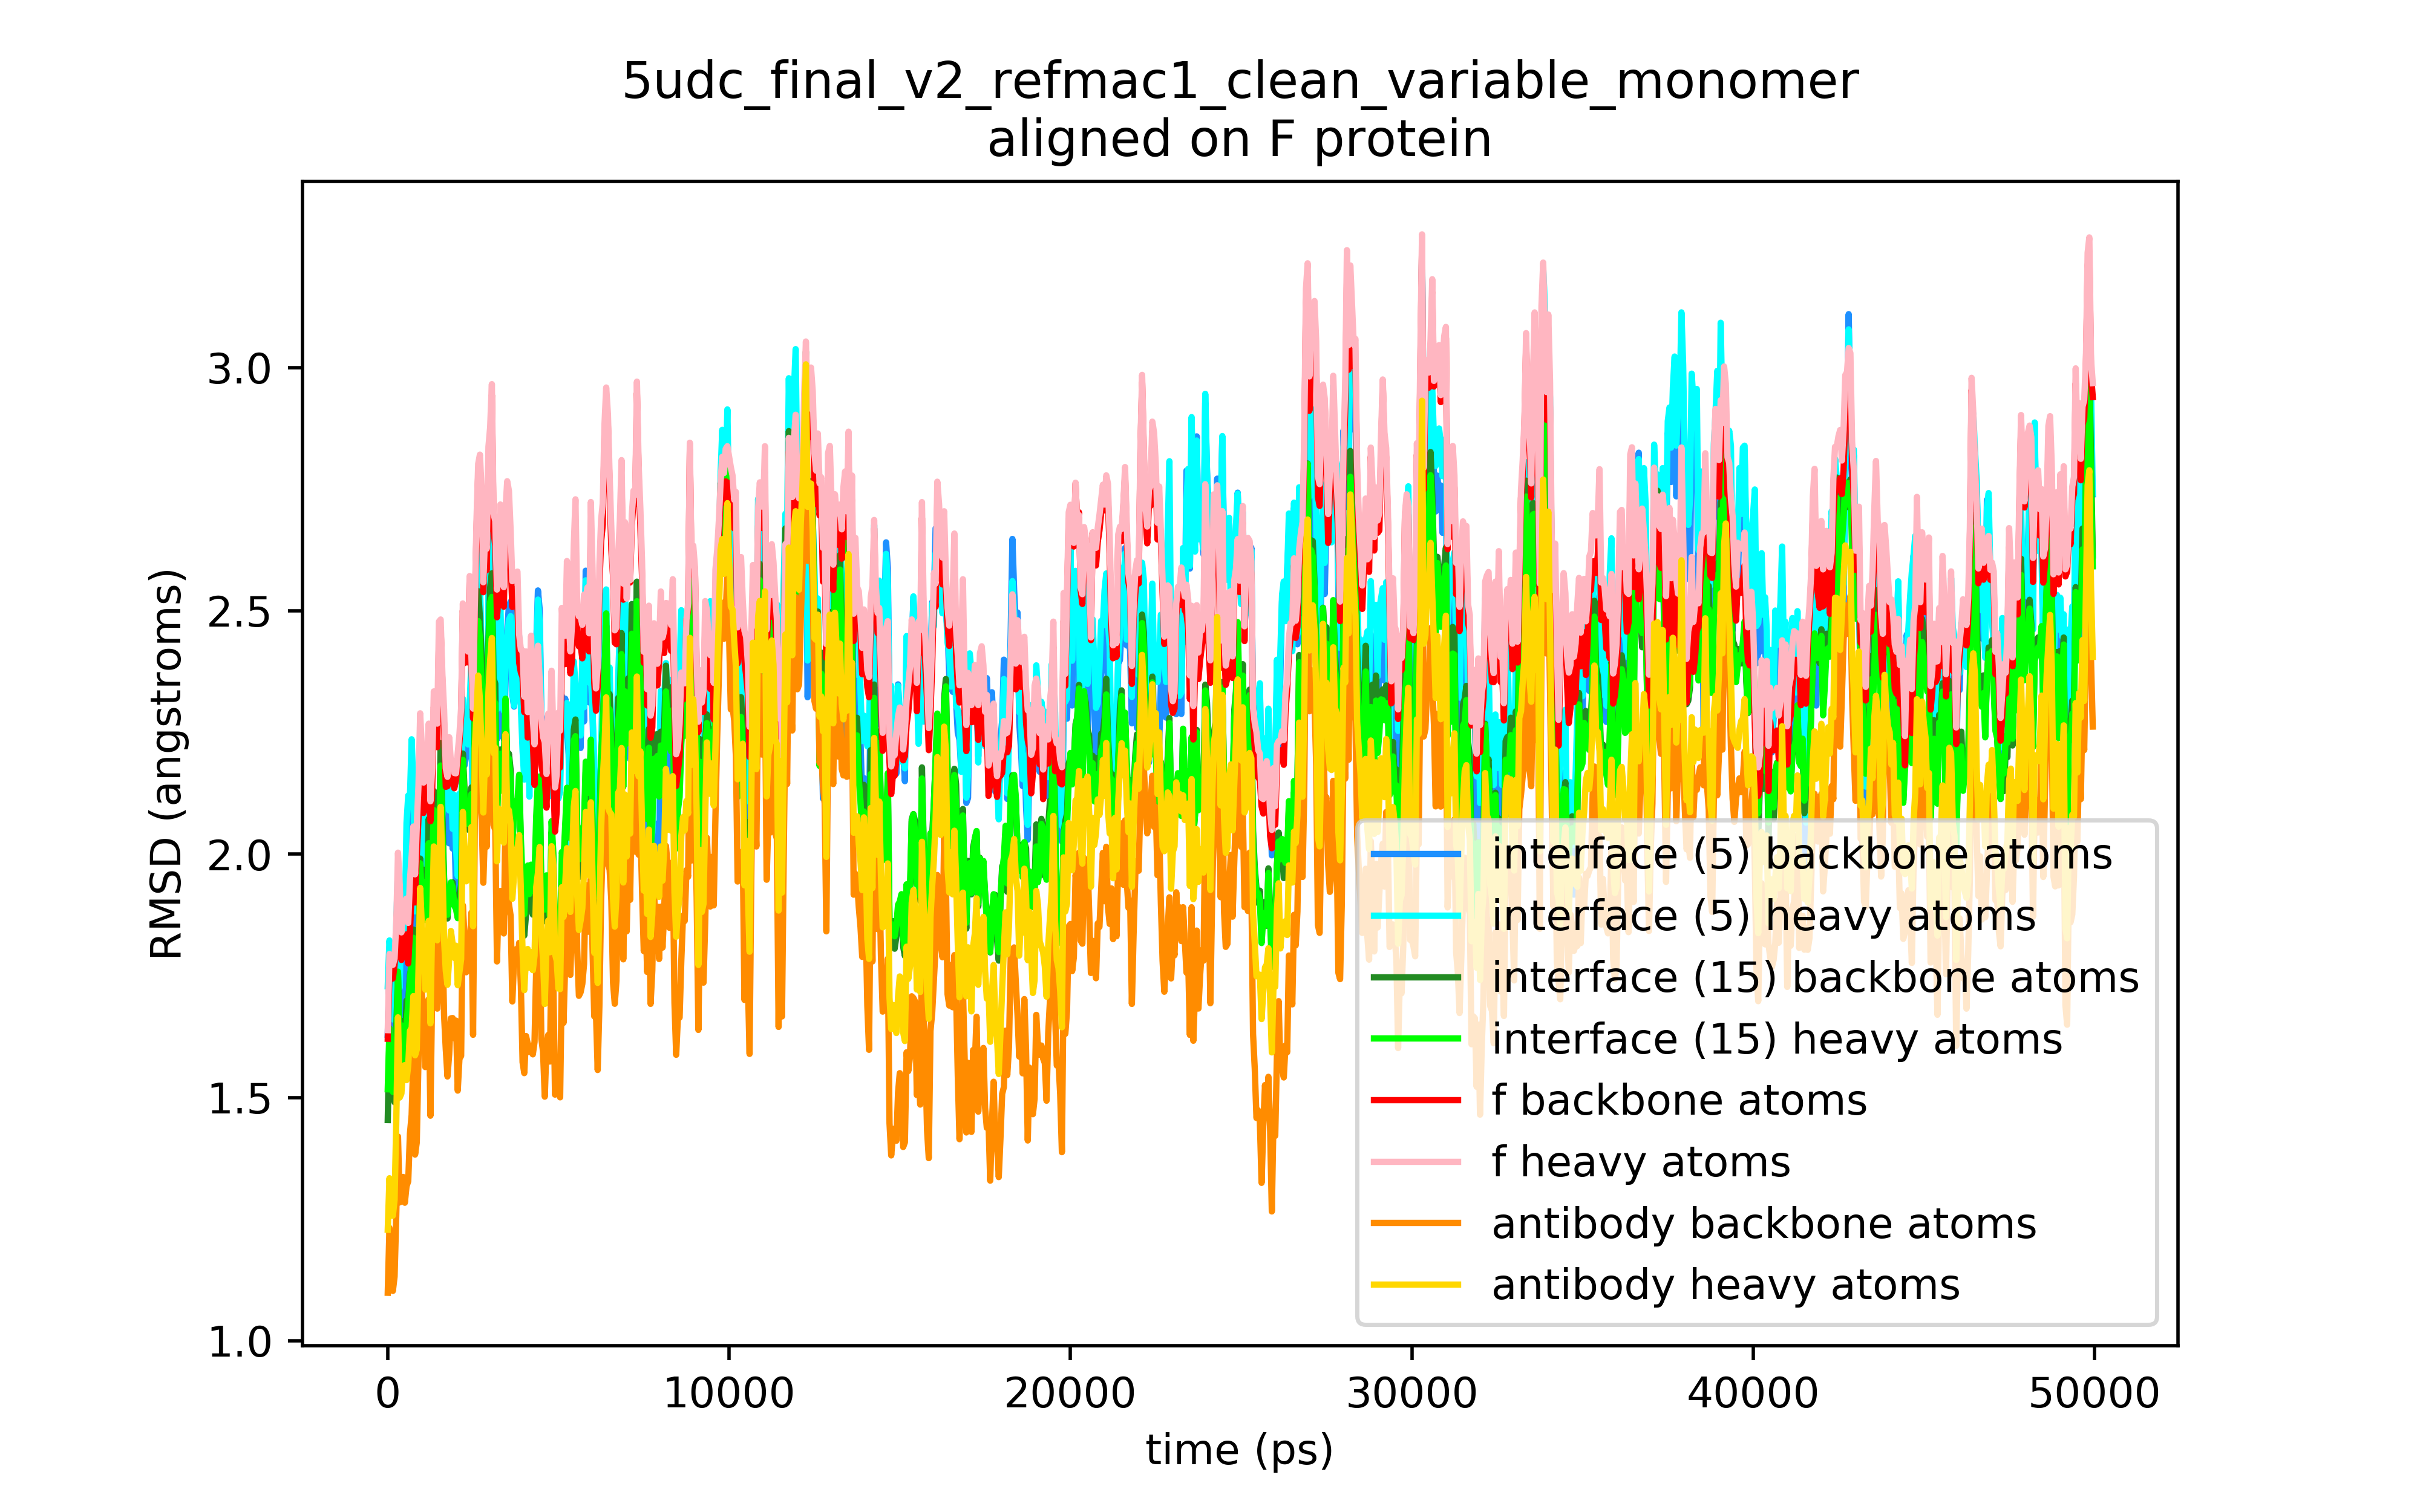 5udc_final_v2_refmac1_clean_variable_monomer
aligned on F protein
RMSD (angstroms)
3.0
2.5
2.0
1.5
1.0
interface (5) backbone atoms
interface (5) heavy atoms
interface (15) backbone atoms
interface (15) heavy atoms
f backbone atoms
f heavy atoms
antibody backbone atoms
antibody heavy atoms
0
10000
20000
30000
40000
50000
time (ps)